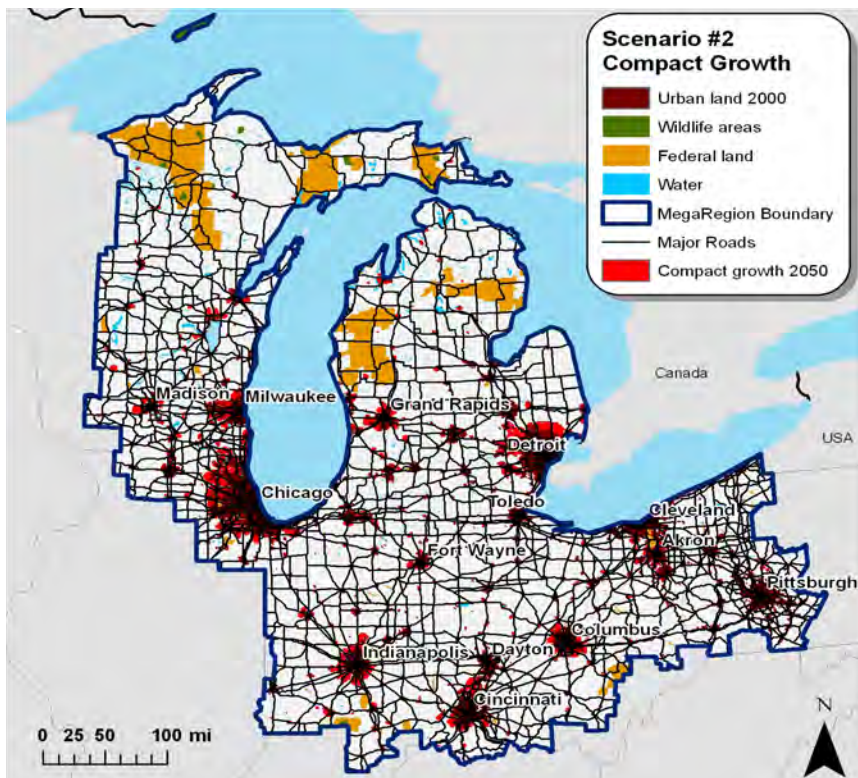 Scenario #2
Compact Growth
Urban land 2000
Wildlife areas
Federal land
Water
MegaRegion Boundary
Major Roads
Compact growth 2050
Canada
USA
Madison
Milwaukee
Grand Rapids
Detroit
Chicago
Toledo
Cleveland
Akron
Fort Wayne
Pittsburgh
Columbus
Indianapolis
Dayton
Cincinnati
N
0 25 50 100 mi